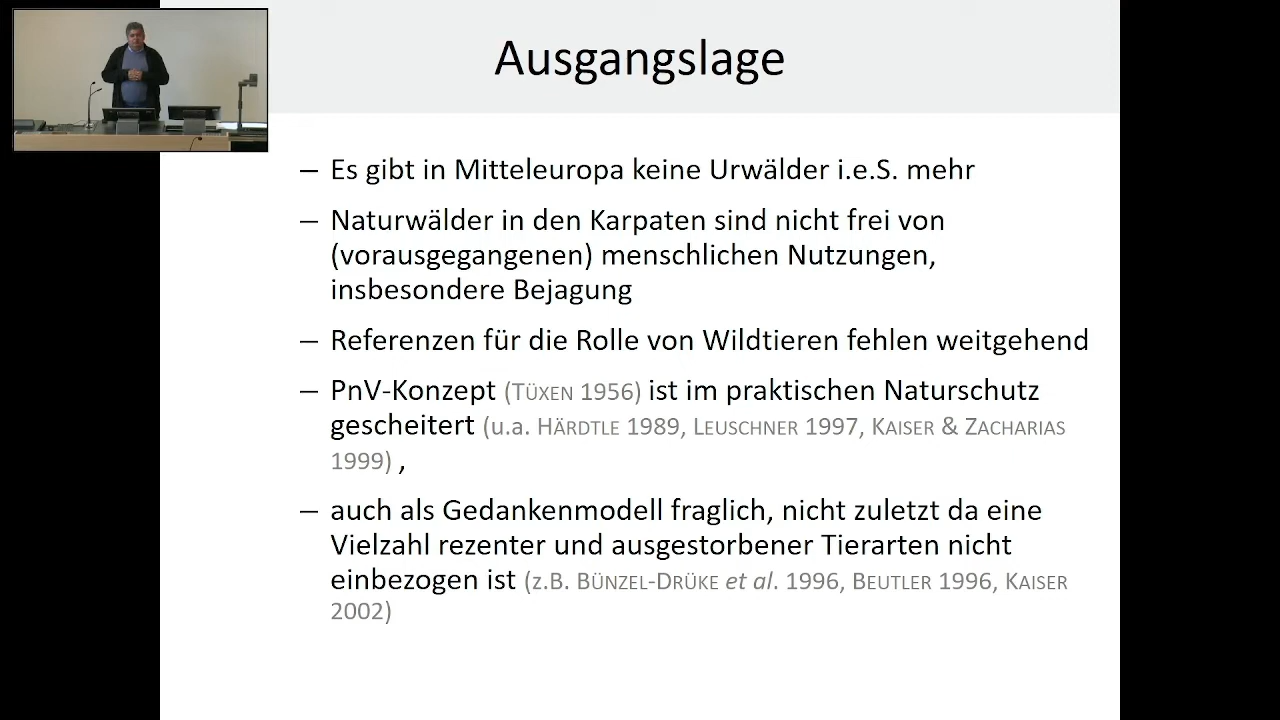 Ausgangslage
– Es gibt in Mitteleuropa keine Urwälder i.e.S. mehr
– Naturwälder in den Karpaten sind nicht frei von
(vorausgegangenen) menschlichen Nutzungen,
insbesondere Bejagung
– Referenzen für die Rolle von Wildtieren fehlen weitgehend
– PnV-Konzept (TÜXEN 1956) ist im praktischen Naturschutz
gescheitert (u.a. HÄRDTLE 1989, LEUSCHNER 1997, KAISER & ZACHARIAS
1999) ,
– auch als Gedankenmodell fraglich, nicht zuletzt da eine
Vielzahl rezenter und ausgestorbener Tierarten nicht
einbezogen ist (z.B. BÜNZEL-DRÜKE et al. 1996, BEUTLER 1996, KAISER
2002)